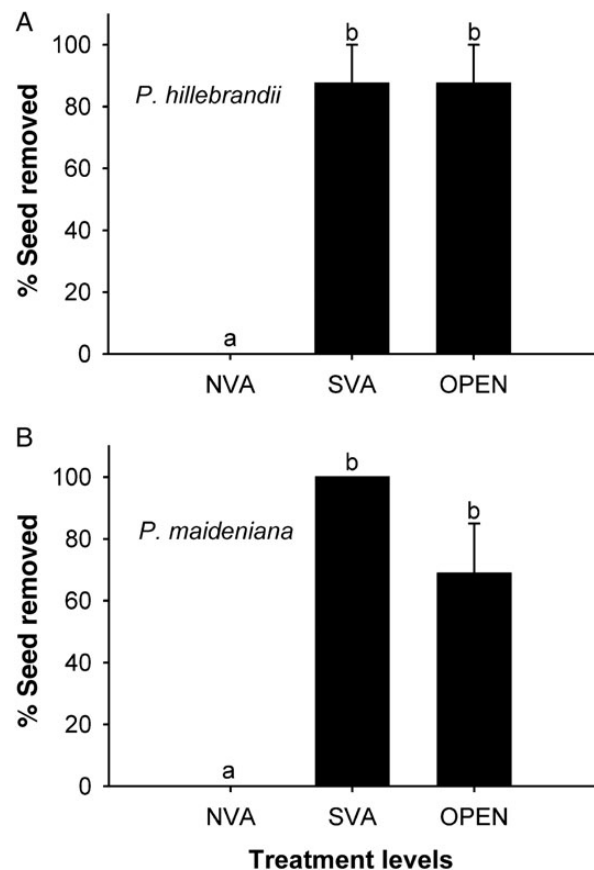 A
% Seed removed
100
80
60
40
20
0
P. hillebrandii
a
b
b
NVA
SVA
OPEN
B
% Seed removed
100
80
60
40
20
0
P. maideniana
a
b
b
NVA
SVA
OPEN
Treatment levels